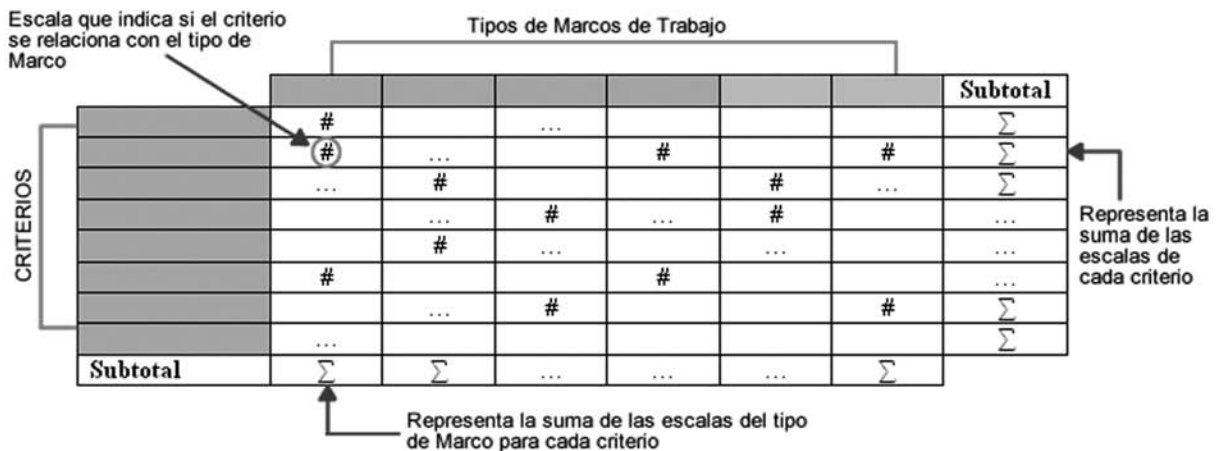 Escala que indica si el criterio
se relaciona con el tipo de
Marco
Tipos de Marcos de Trabajo
Subtotal
# ... Σ
# ... # # Σ
... # # ... Σ
... # ... # ...
# ... ... ...
# # ...
... # # Σ
... Σ
Subtotal Σ Σ ... ... ... Σ
CRITERIOS
Representa la
suma de las
escalas de
cada criterio
Representa la suma de las escalas del tipo
de Marco para cada criterio